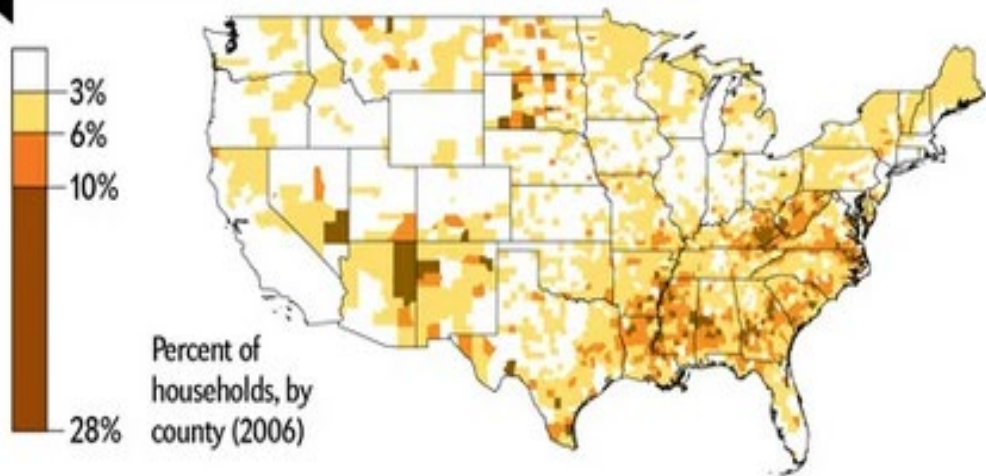 3%
6%
10%
28%
Percent of
households, by
county (2006)